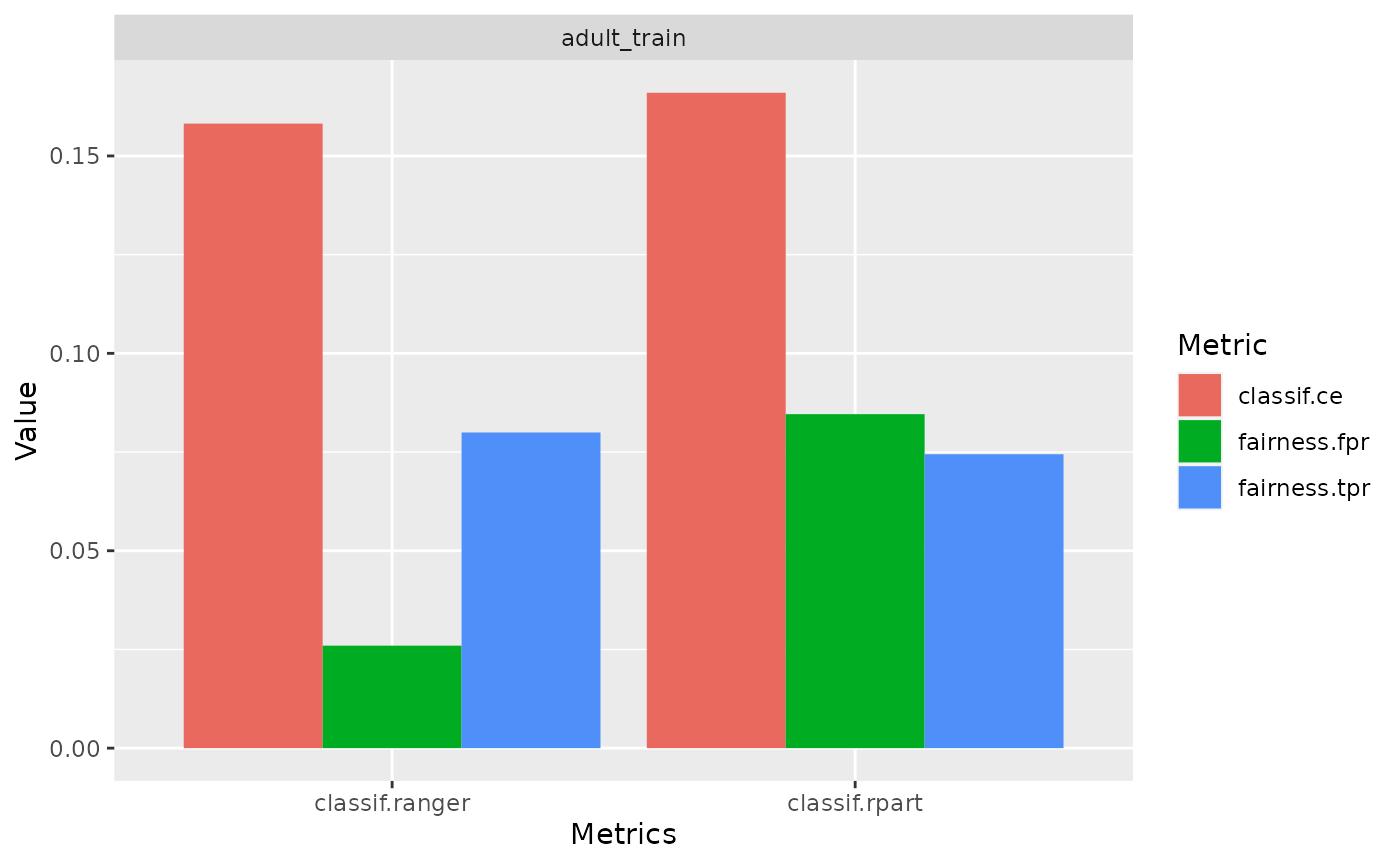 adult_train
0.15
0.10
0.05
0.00
Value
classif.ranger
classif.rpart
Metrics
Metric
classif.ce
fairness.fpr
fairness.tpr